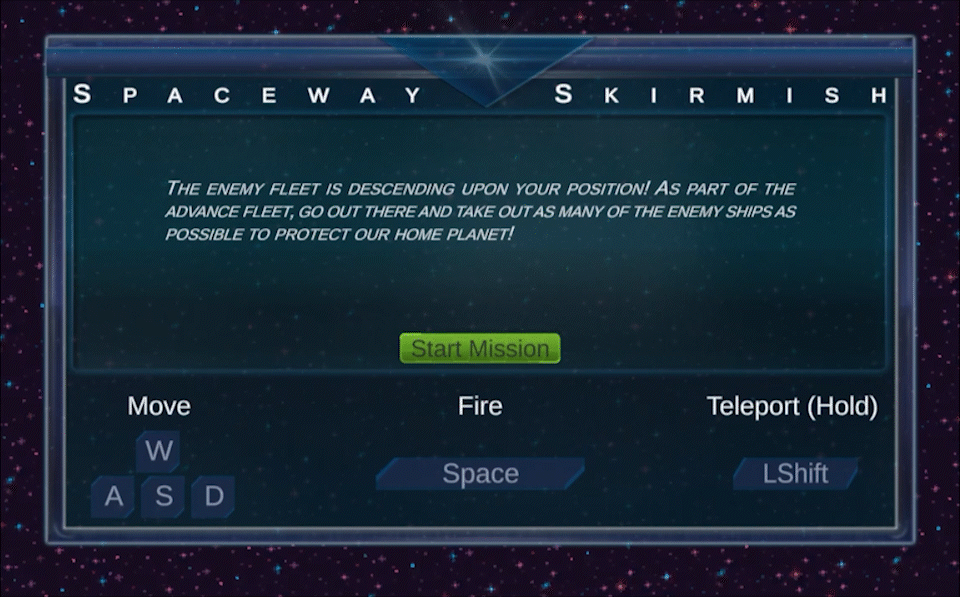 SPACEWAY SKIRMISH
THE ENEMY FLEET IS DESCENDING UPON YOUR POSITION! AS PART OF THE
ADVANCE FLEET, GO OUT THERE AND TAKE OUT AS MANY OF THE ENEMY SHIPS AS
POSSIBLE TO PROTECT OUR HOME PLANET!
Start Mission
Move Fire Teleport (Hold)
W
A S D Space LShift